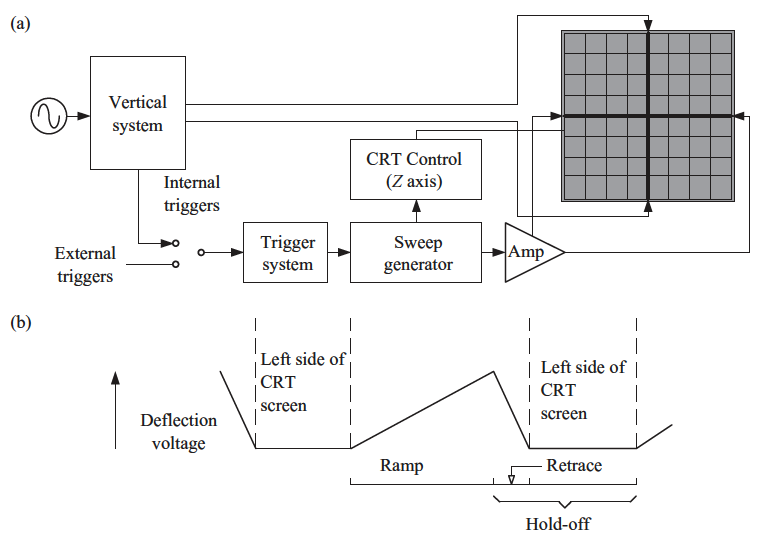 (a)
Vertical
system
CRT Control
(Z axis)
Internal
triggers
External
triggers
Trigger
system
Sweep
generator
Amp
(b)
Left side of
CRT
screen
Left side of
CRT
screen
Deflection
voltage
Ramp
Retrace
Hold-off